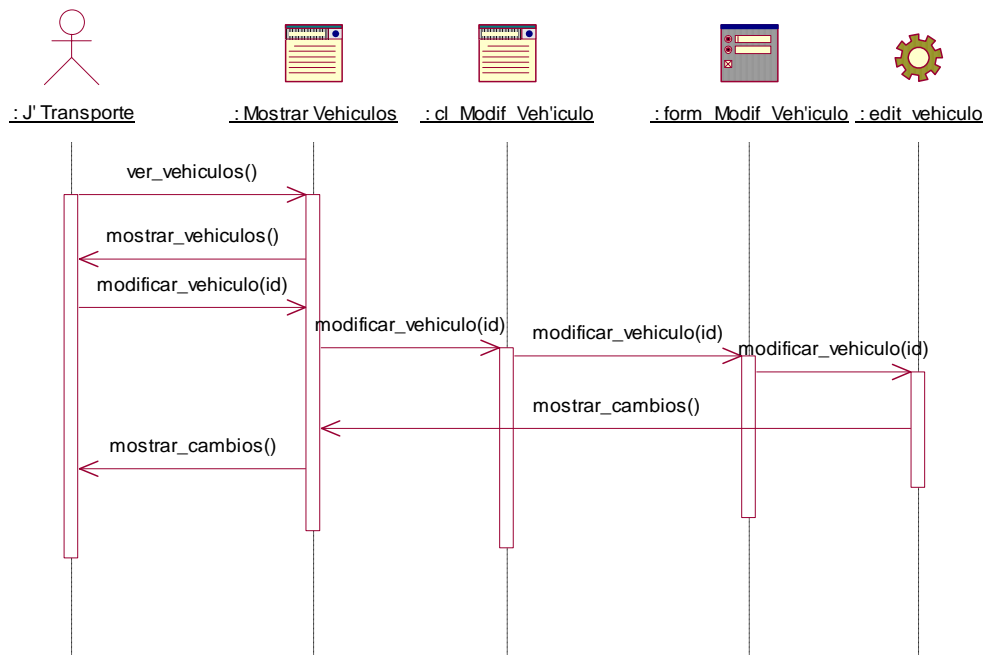 : J' Transporte
: Mostrar Vehiculos
: cl_Modif_Veh'iculo
: form_Modif_Veh'iculo
: edit_vehiculo
ver_vehiculos()
mostrar_vehiculos()
modificar_vehiculo(id)
modificar_vehiculo(id)
modificar_vehiculo(id)
modificar_vehiculo(id)
mostrar_cambios()
mostrar_cambios()